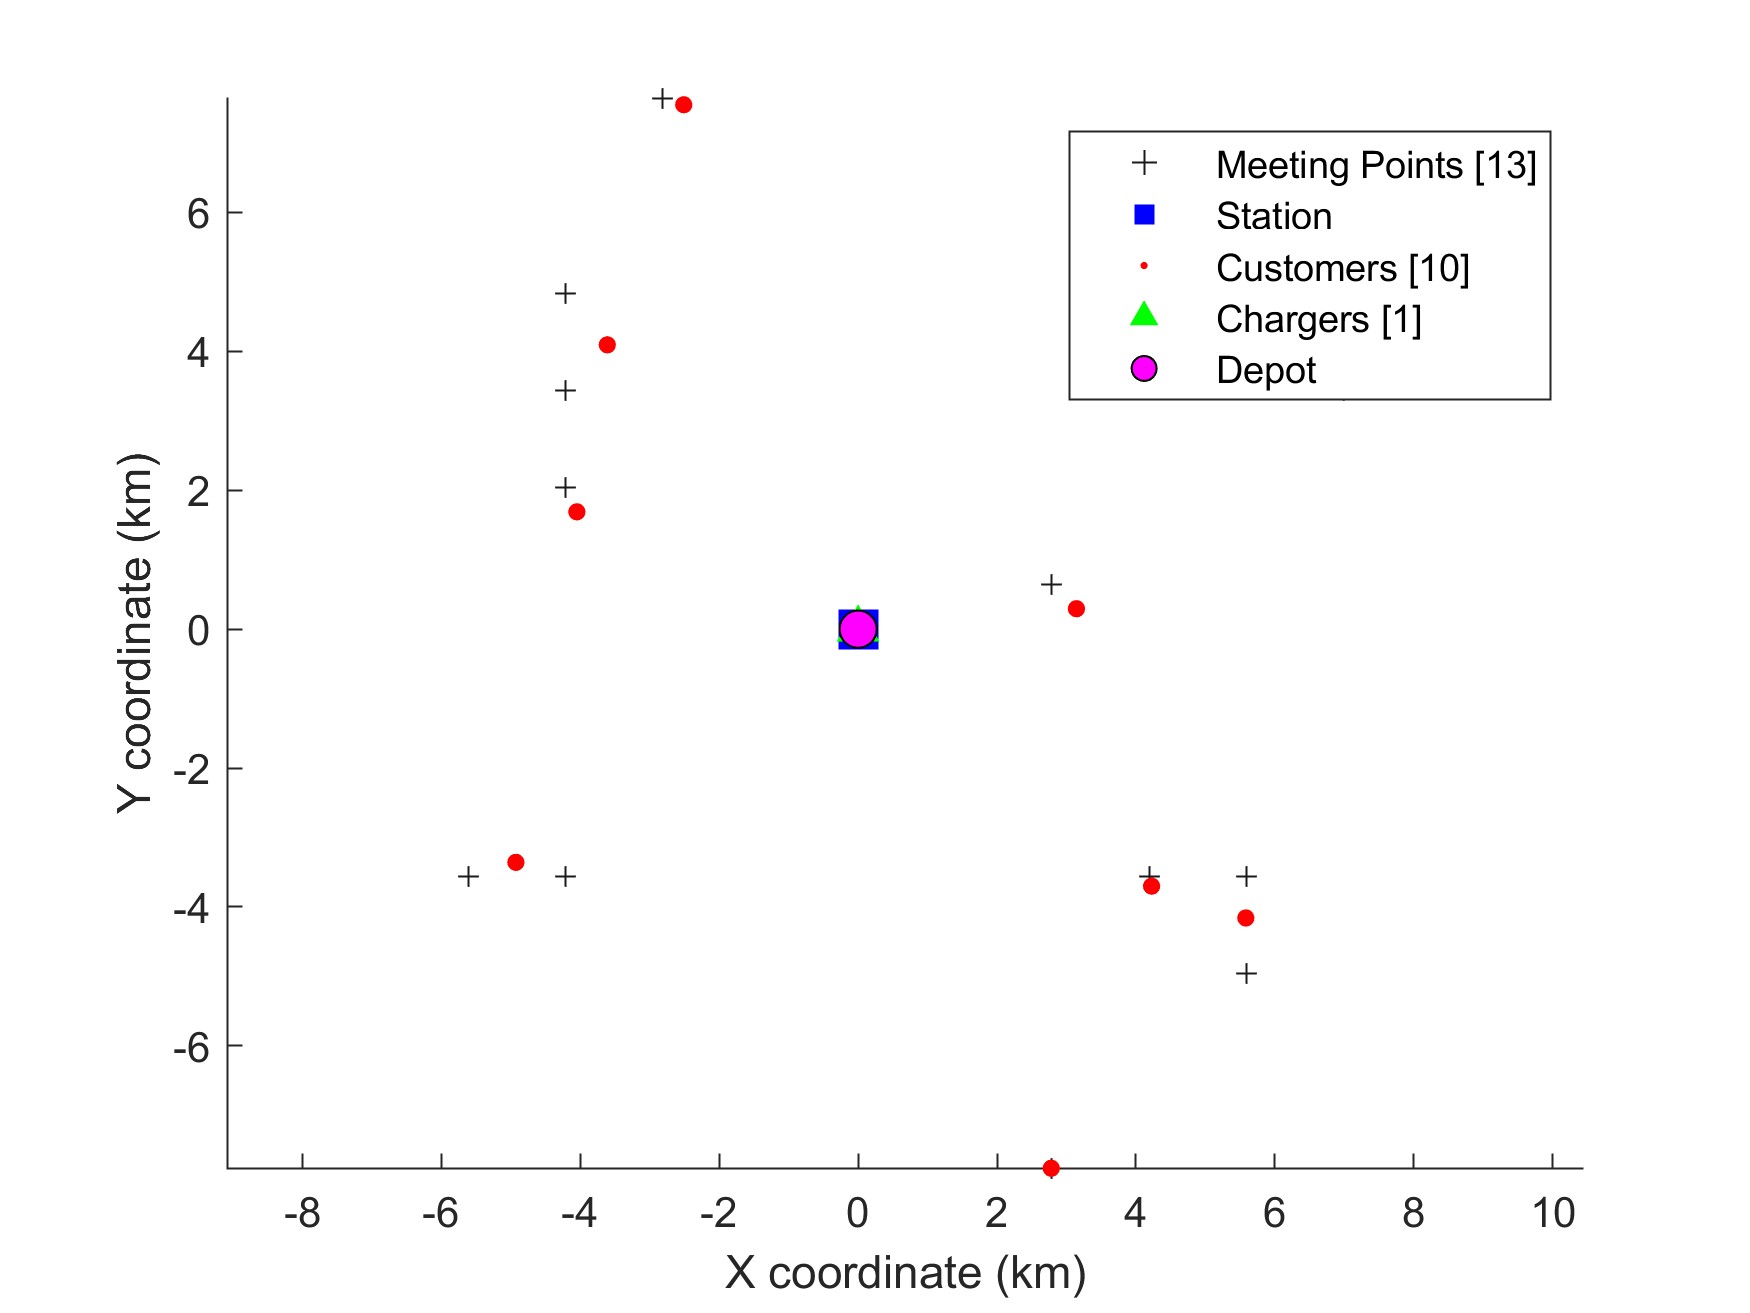 Meeting Points [13]
Station
Customers [10]
Chargers [1]
Depot
6
4
2
0
-2
-4
-6
Y coordinate (km)
-8 -6 -4 -2 0 2 4 6 8 10
X coordinate (km)